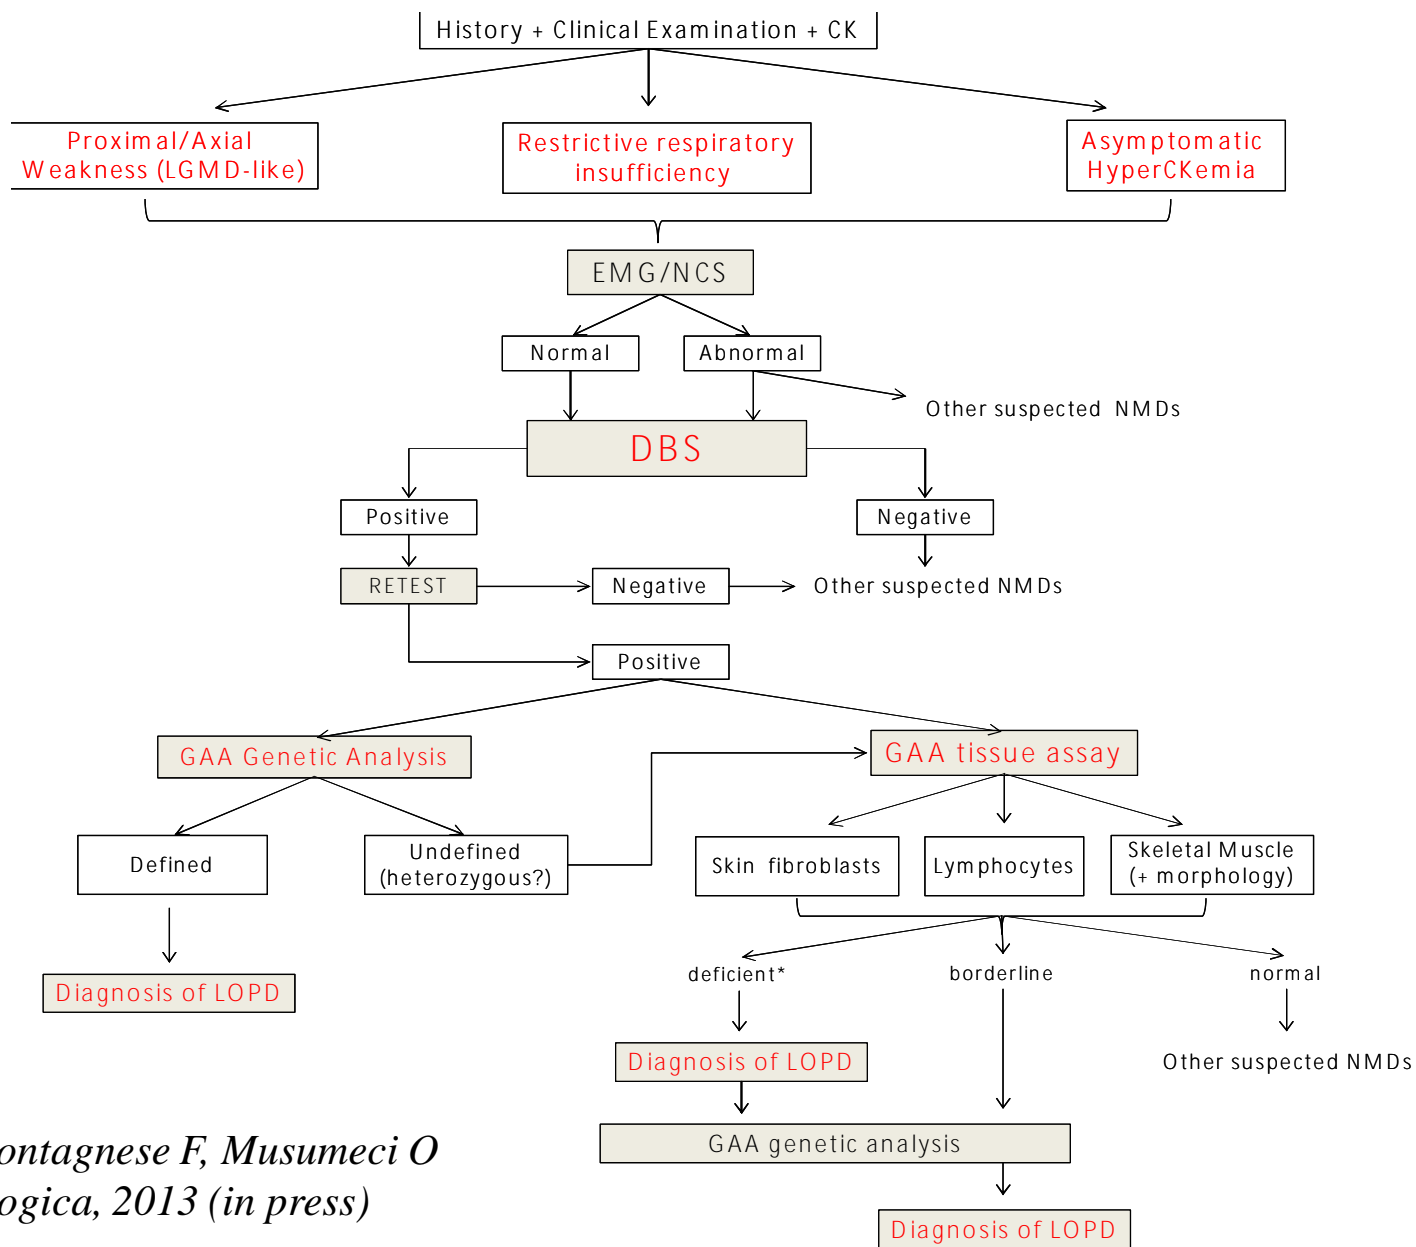 History + Clinical Examination + CK
Proximal/Axial
Weakness (LGMD-like)
Restrictive respiratory
insufficiency
Asymptomatic
HyperCKemia
EMG/NCS
Normal
Abnormal
Other suspected NMDs
DBS
Positive
Negative
RETEST
Negative
Other suspected NMDs
Positive
GAA Genetic Analysis
GAA tissue assay
Defined
Undefined
(heterozygous?)
Skin fibroblasts
Lymphocytes
Skeletal Muscle
(+ morphology)
deficient*
borderline
normal
Diagnosis of LOPD
Diagnosis of LOPD
Other suspected NMDs
GAA genetic analysis
Diagnosis of LOPD
ontagnese F, Musumeci O
ogica, 2013 (in press)